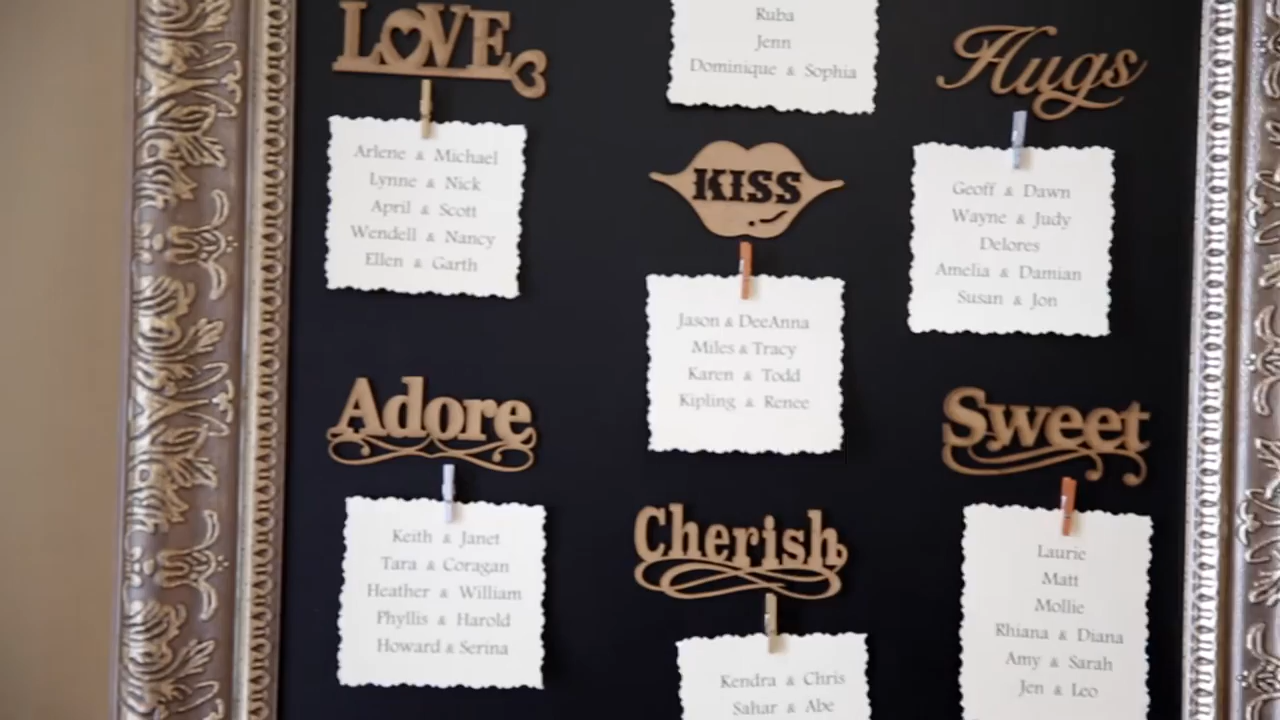 LOVE
Arlene & Michael
Lynne & Nick
April & Scott
Wendell & Nancy
Ellen & Garth
Adore
Keith & Janet
Tara & Coragan
Heather & William
Phyllis & Harold
Howard & Serina
Ruba
Jenn
Dominique & Sophia
KISS
Jason & DeeAnna
Miles & Tracy
Karen & Todd
Kipling & Renee
Cherish
Kendra & Chris
Sahar & Abe
Hugs
Geoff & Dawn
Wayne & Judy
Delores
Amelia & Damian
Susan & Jon
Sweet
Laurie
Matt
Mollie
Rhiana & Diana
Amy & Sarah
Jen & Leo